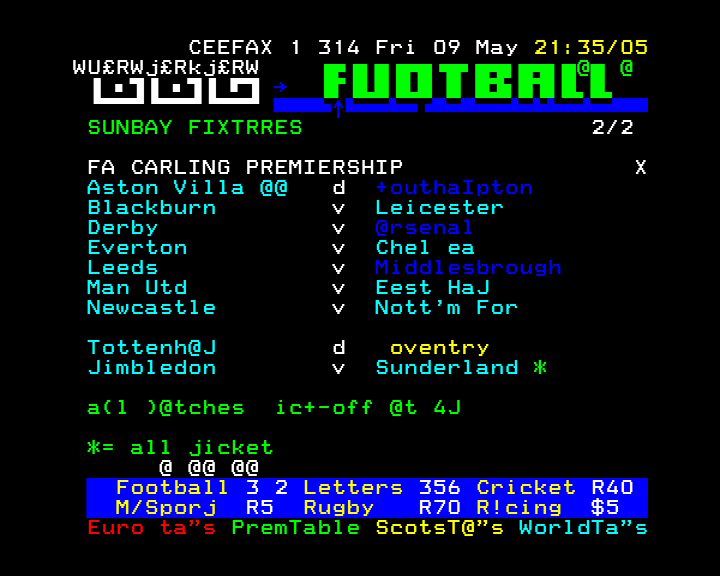 CEEFAX 1 314 Fri 09 May 21:35/05
WU£RWj£Rkj£RW @ @
FUOTBALL
SUNBAY FIXTRRES 2/2
FA CARLING PREMIERSHIP X
Aston Villa @@ d +outhaIpton
Blackburn v Leicester
Derby v @rsenal
Everton v Chel ea
Leeds v Middlesbrough
Man Utd v Eest HaJ
Newcastle v Nott'm For
Tottenh@J d oventry
Jimbledon v Sunderland *
a(l )@tches ic+-off @t 4J
*= all jicket
@ @@ @@
Football 3 2 Letters 356 Cricket R40
M/Sporj R5 Rugby R70 R!cing $5
Euro ta"s PremTable ScotsT@"s WorldTa"s